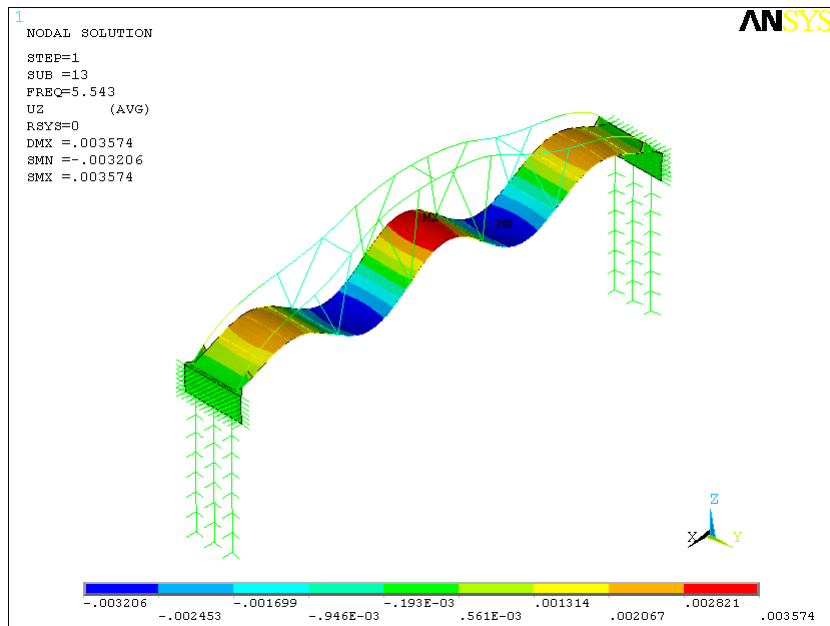 1
NODAL SOLUTION
ANSYS
STEP=1
SUB =13
FREQ=5.543
UZ (AVG)
RSYS=0
DMX =.003574
SMN =-.003206
SMX =.003574
MX
MN
Z
X
Y
-.003206 -.001699 -.193E-03 .001314 .002821
-.002453 -.946E-03 .561E-03 .002067 .003574